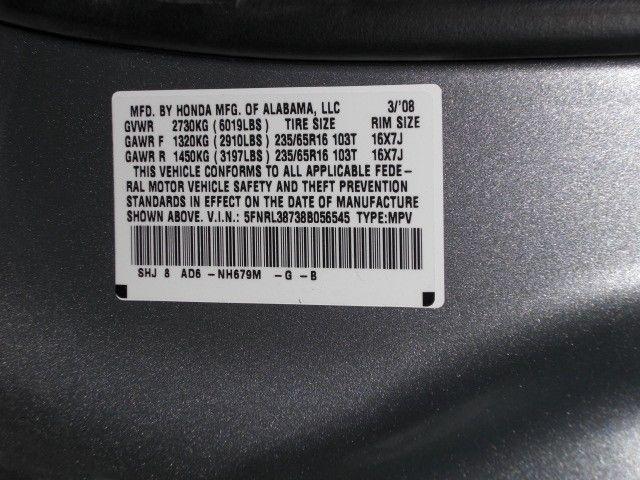 MFD. BY HONDA MFG. OF ALABAMA, LLC 3/'08
GVWR 2730KG (6019LBS) TIRE SIZE RIM SIZE
GAWR F 1320KG (2910LBS) 235/65R16 103T 16X7J
GAWR R 1450KG (3197LBS) 235/65R16 103T 16X7J
THIS VEHICLE CONFORMS TO ALL APPLICABLE FEDE-
RAL MOTOR VEHICLE SAFETY AND THEFT PREVENTION
STANDARDS IN EFFECT ON THE DATE OF MANUFACTURE
SHOWN ABOVE. V.I.N.: 5FNRL38738B056545 TYPE:MPV
SHJ 8 AD6 -NH679M -G -B